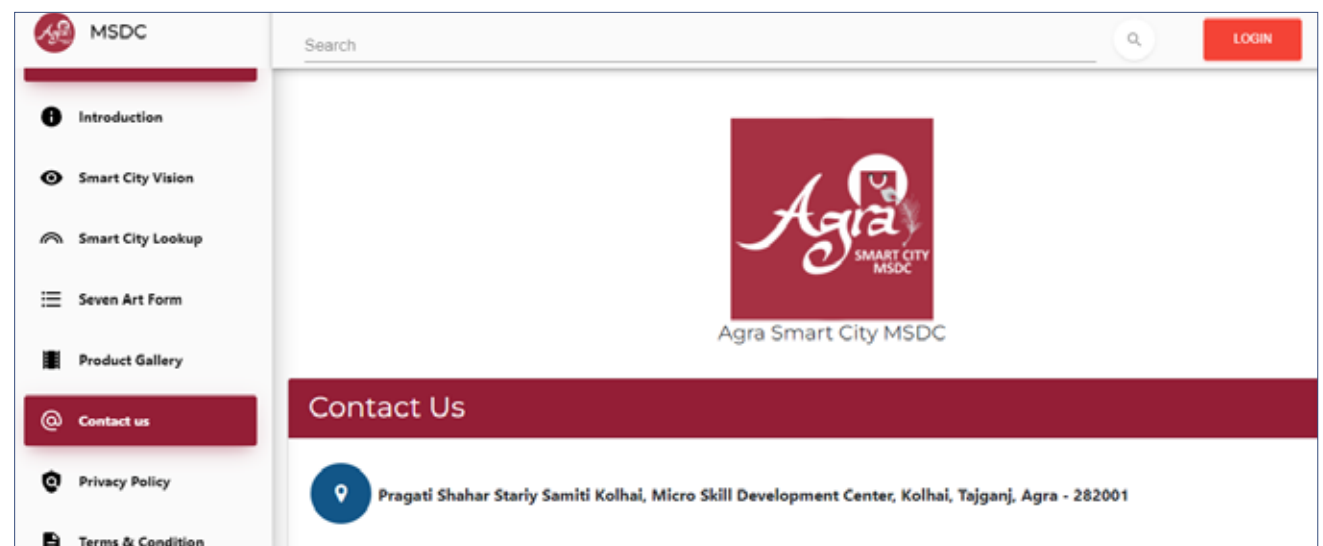 MSDC
Search
LOGIN
Introduction
Smart City Vision
Smart City Lookup
Seven Art Form
Product Gallery
Contact us
Privacy Policy
Terms & Condition
Agra
SMART CITY
MSDC
Agra Smart City MSDC
Contact Us
Pragati Shahar Stariy Samiti Kolhai, Micro Skill Development Center, Kolhai, Tajganj, Agra - 282001